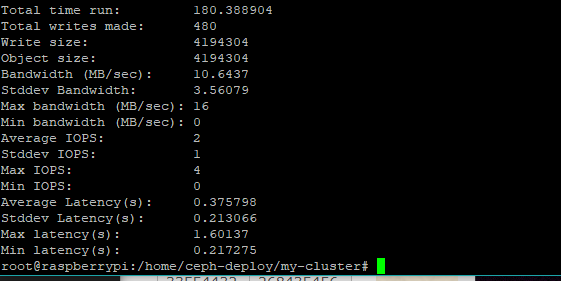 Total time run: 180.388904
Total writes made: 480
Write size: 4194304
Object size: 4194304
Bandwidth (MB/sec): 10.6437
Stddev Bandwidth: 3.56079
Max bandwidth (MB/sec): 16
Min bandwidth (MB/sec): 0
Average IOPS: 2
Stddev IOPS: 1
Max IOPS: 4
Min IOPS: 0
Average Latency(s): 0.375798
Stddev Latency(s): 0.213066
Max latency(s): 1.60137
Min latency(s): 0.217275
root@raspberrypi:/home/ceph-deploy/my-cluster#